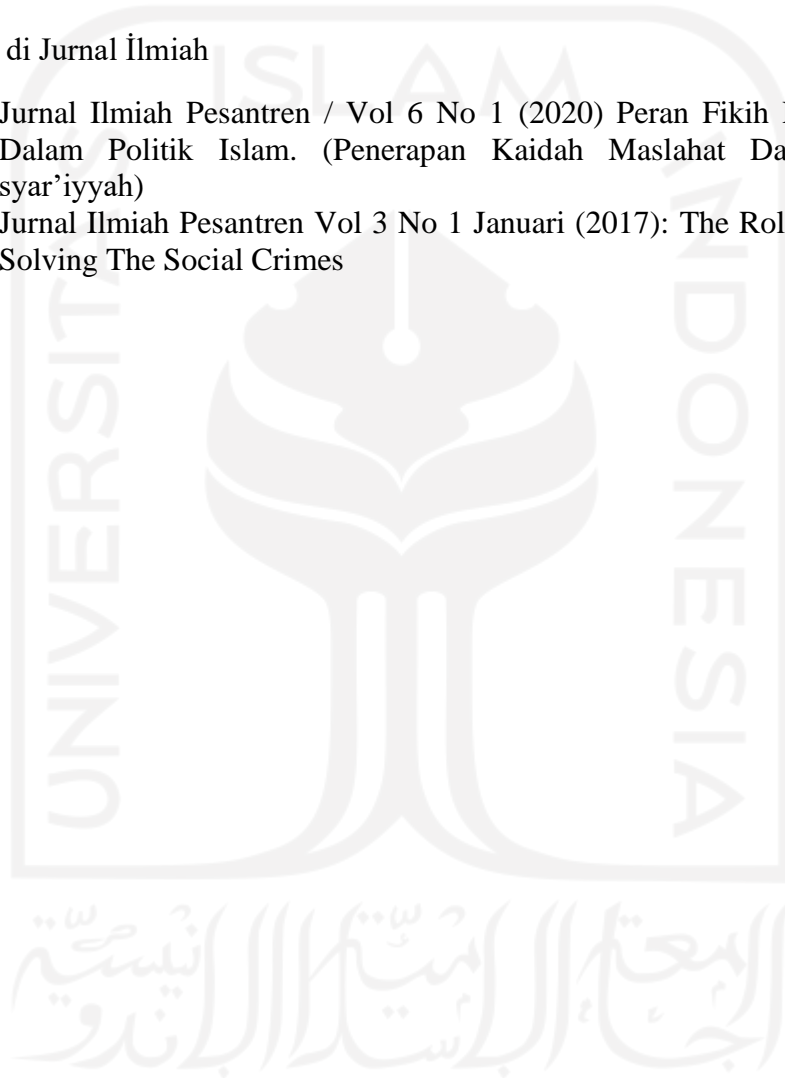 di Jurnal İlmiah
Jurnal Ilmiah Pesantren / Vol 6 No 1 (2020) Peran Fikih
Dalam Politik Islam. (Penerapan Kaidah Maslahat
syar’iyyah)
Jurnal Ilmiah Pesantren Vol 3 No 1 Januari (2017): The
Solving The Social Crimes
ISLAM
UNIVERSITAS
INDONESIA